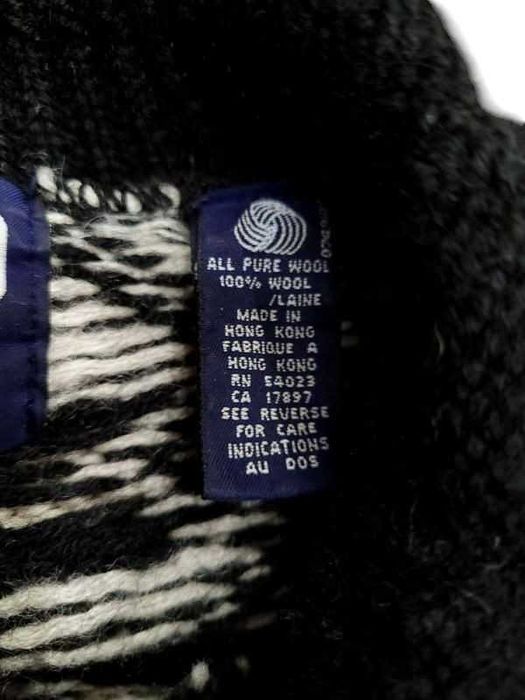 ALL PURE WOOL
100% WOOL
/LAINE
MADE IN
HONG KONG
FABRIQUE A
HONG KONG
RN 54023
CA 17897
SEE REVERSE
FOR CARE
INDICATIONS
AU DOS